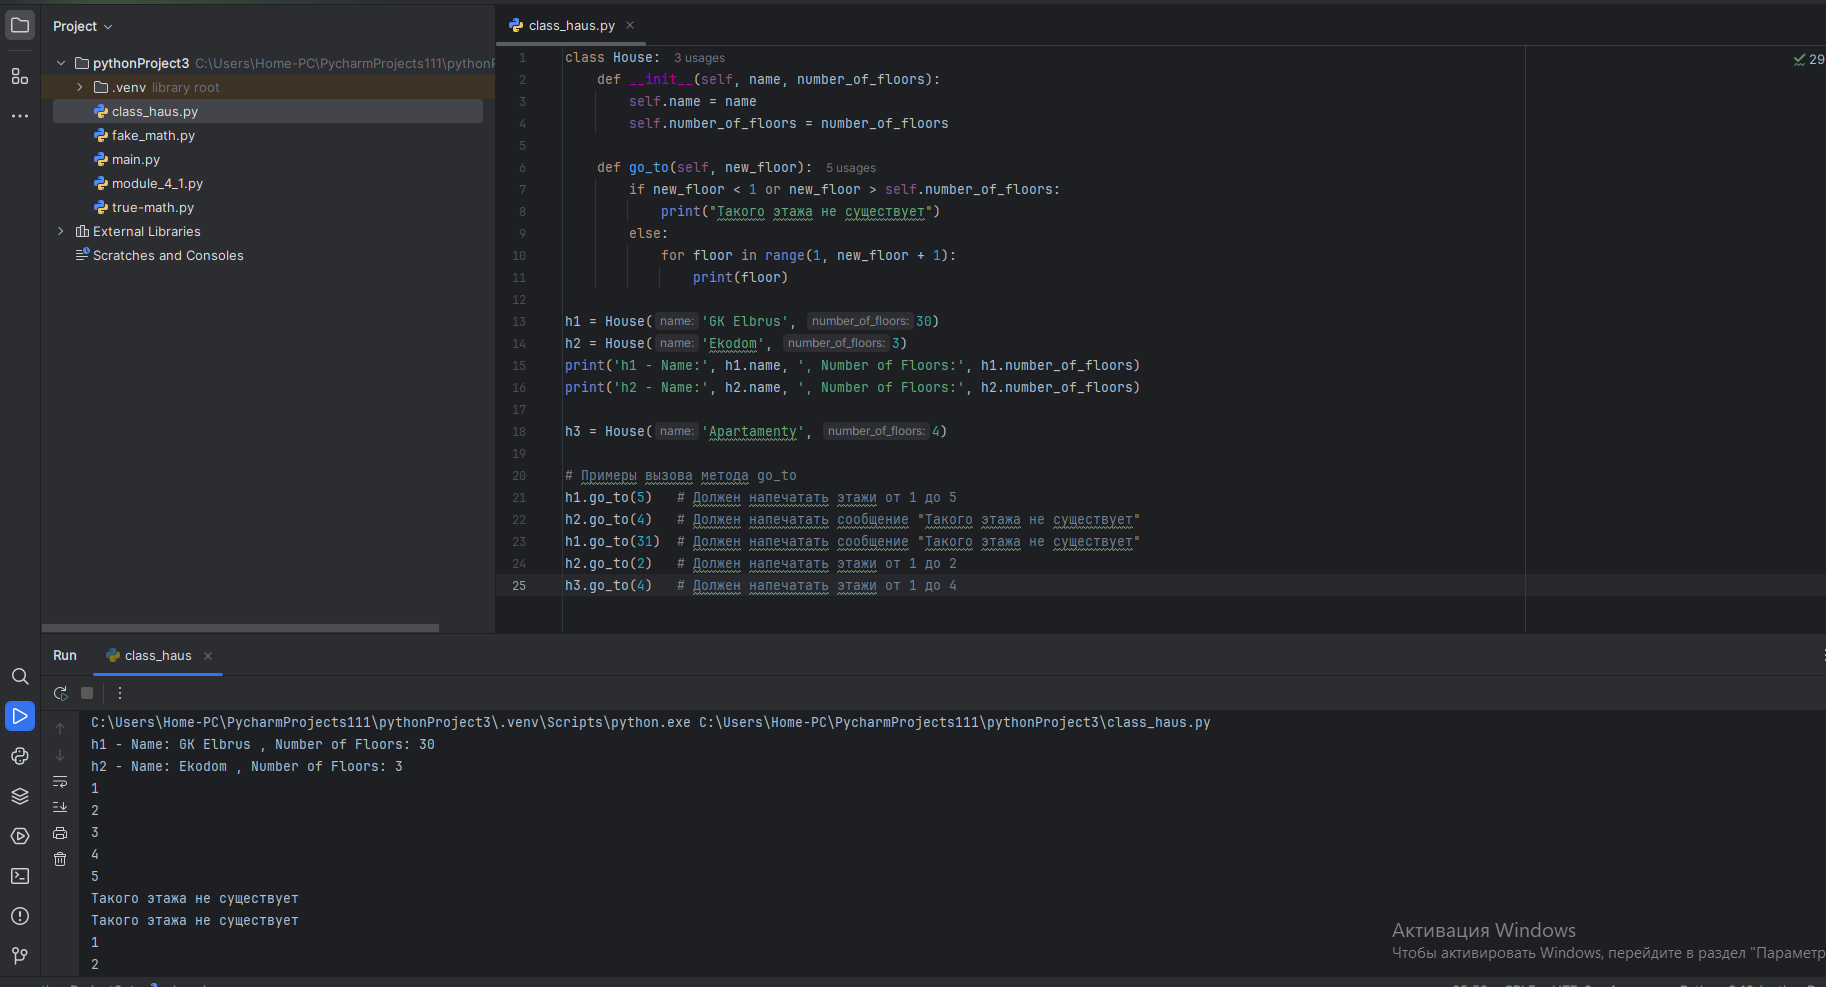 Project
pythonProject3 C:\Users\Home-PC\PycharmProjects111\python
.venv library root
class_haus.py
fake_math.py
main.py
module_4_1.py
true-math.py
External Libraries
Scratches and Consoles
class_haus.py
29
1 class House: 3 usages
2 def __init__(self, name, number_of_floors):
3 self.name = name
4 self.number_of_floors = number_of_floors
5
6 def go_to(self, new_floor): 5 usages
7 if new_floor < 1 or new_floor > self.number_of_floors:
8 print("Такого этажа не существует")
9 else:
10 for floor in range(1, new_floor + 1):
11 print(floor)
12
13 h1 = House( name: 'GK Elbrus', number_of_floors: 30)
14 h2 = House( name: 'Ekodom', number_of_floors: 3)
15 print('h1 - Name:', h1.name, ', Number of Floors:', h1.number_of_floors)
16 print('h2 - Name:', h2.name, ', Number of Floors:', h2.number_of_floors)
17
18 h3 = House( name: 'Apartamenty', number_of_floors: 4)
19
20 # Примеры вызова метода go_to
21 h1.go_to(5) # Должен напечатать этажи от 1 до 5
22 h2.go_to(4) # Должен напечатать сообщение "Такого этажа не существует"
23 h1.go_to(31) # Должен напечатать сообщение "Такого этажа не существует"
24 h2.go_to(2) # Должен напечатать этажи от 1 до 2
25 h3.go_to(4) # Должен напечатать этажи от 1 до 4
Run class_haus
C:\Users\Home-PC\PycharmProjects111\pythonProject3\.venv\Scripts\python.exe C:\Users\Home-PC\PycharmProjects111\pythonProject3\class_haus.py
h1 - Name: GK Elbrus , Number of Floors: 30
h2 - Name: Ekodom , Number of Floors: 3
1
2
3
4
5
Такого этажа не существует
Такого этажа не существует
1
2
Активация Windows
Чтобы активировать Windows, перейдите в раздел "Параметр